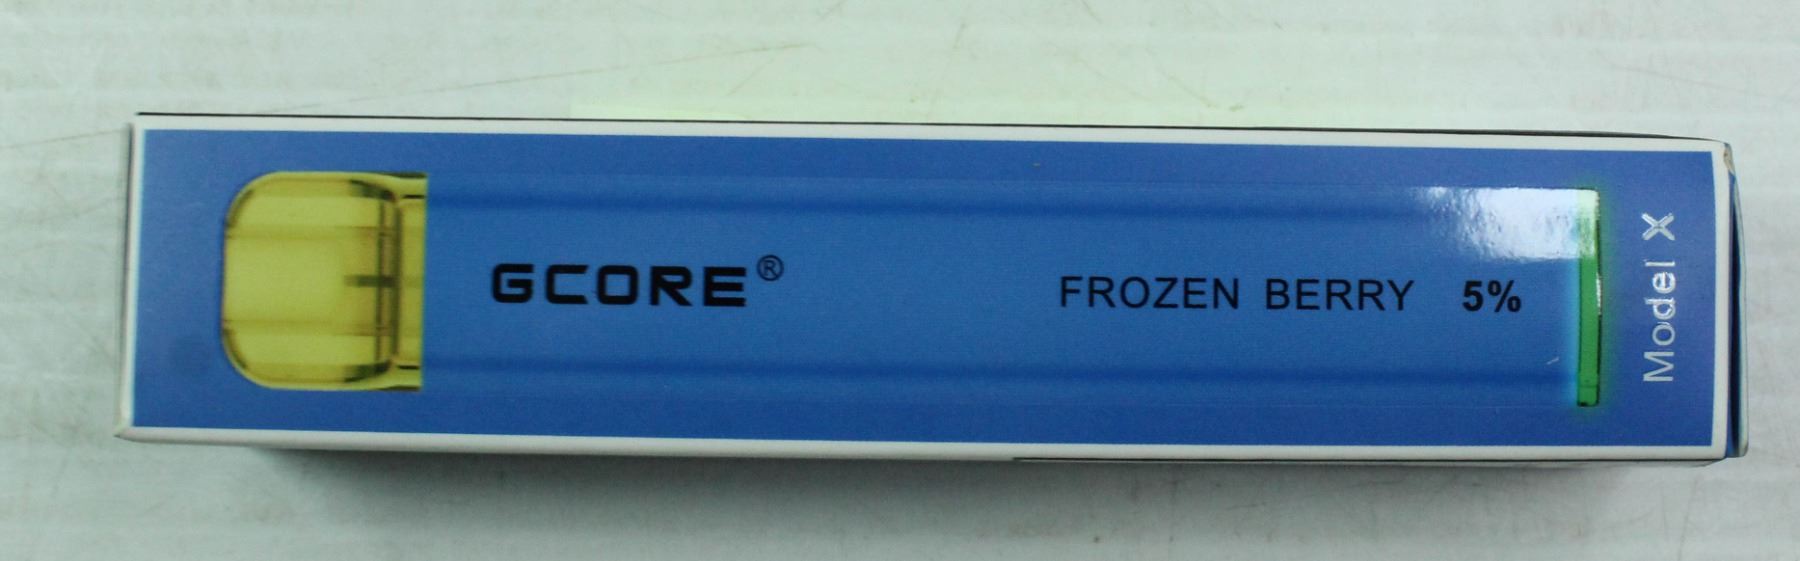 GCORE®
FROZEN BERRY 5%
Model X